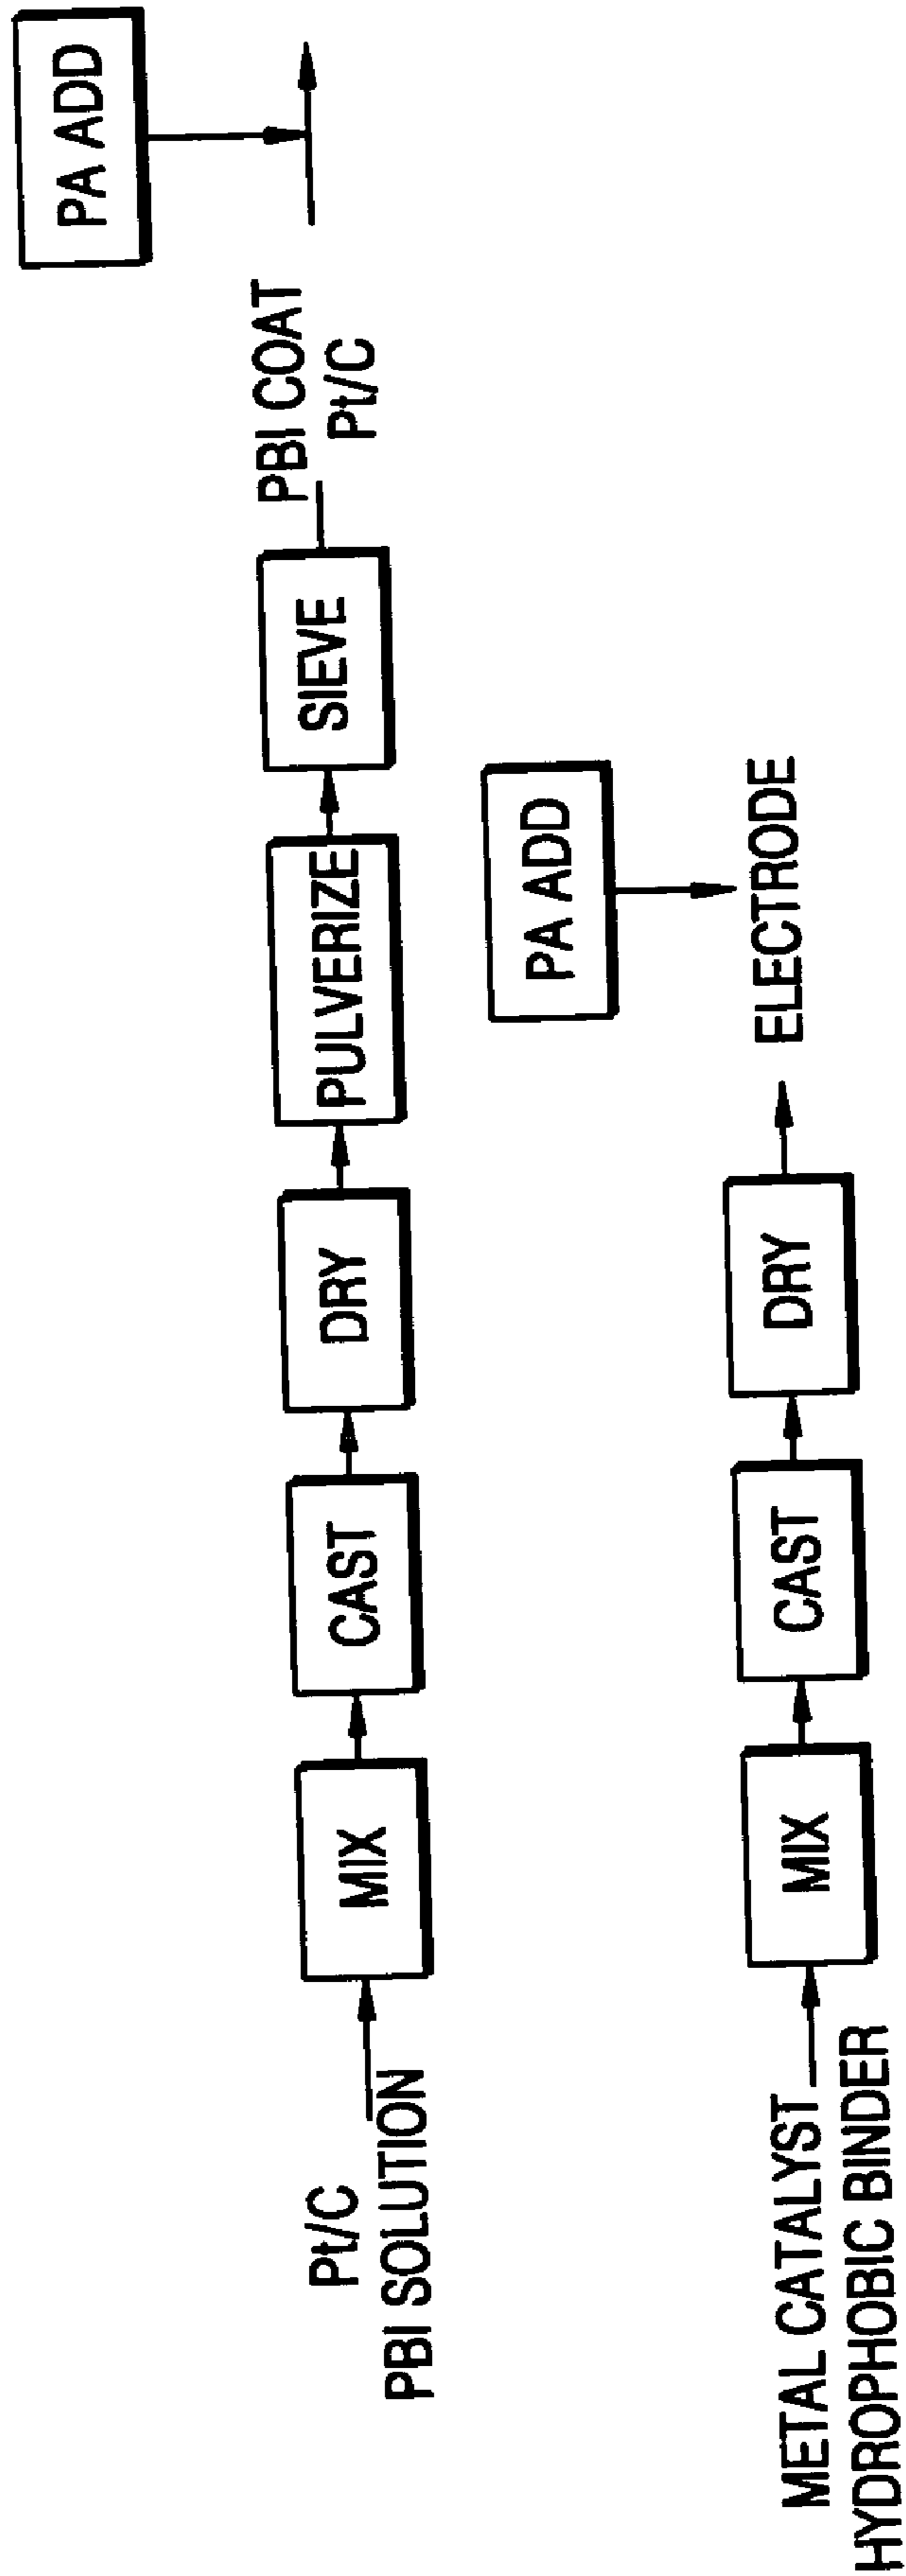 Pt/C
PBI SOLUTION
MIX
CAST
DRY
PULVERIZE
SIEVE
PBI COAT
Pt/C
PA ADD
METAL CATALYST
HYDROPHOBIC BINDER
MIX
CAST
DRY
ELECTRODE
PA ADD